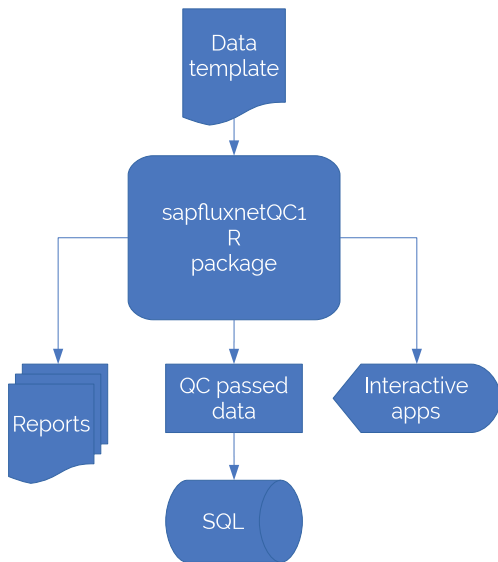 Data
template
sapfluxnetQC1
R
package
Reports
QC passed
data
Interactive
apps
SQL